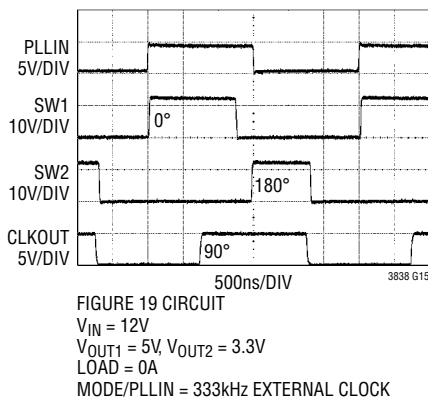 PLLIN
5V/DIV
SW1
10V/DIV
0°
SW2
10V/DIV
180°
CLKOUT
5V/DIV
90°
500ns/DIV
3838 G15
FIGURE 19 CIRCUIT
VIN = 12V
VOUT1 = 5V, VOUT2 = 3.3V
LOAD = 0A
MODE/PLLIN = 333kHz EXTERNAL CLOCK